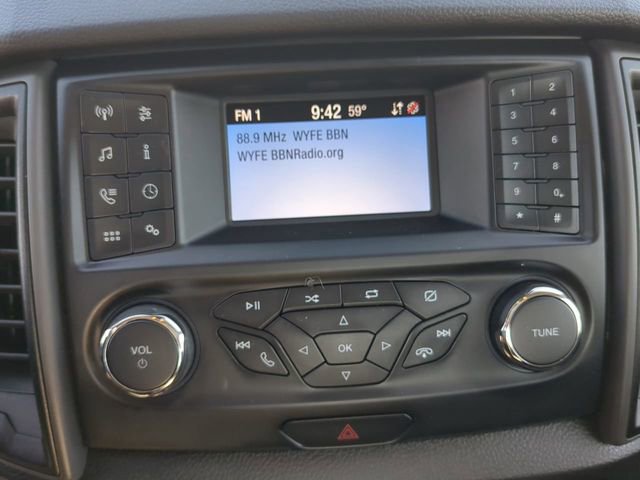 FM 1 9:42 59°
88.9 MHz WYFE BBN
WYFE BBNRadio.org
1 2
3 4
5 6
7 8
9 0+
* #
VOL
OK
TUNE